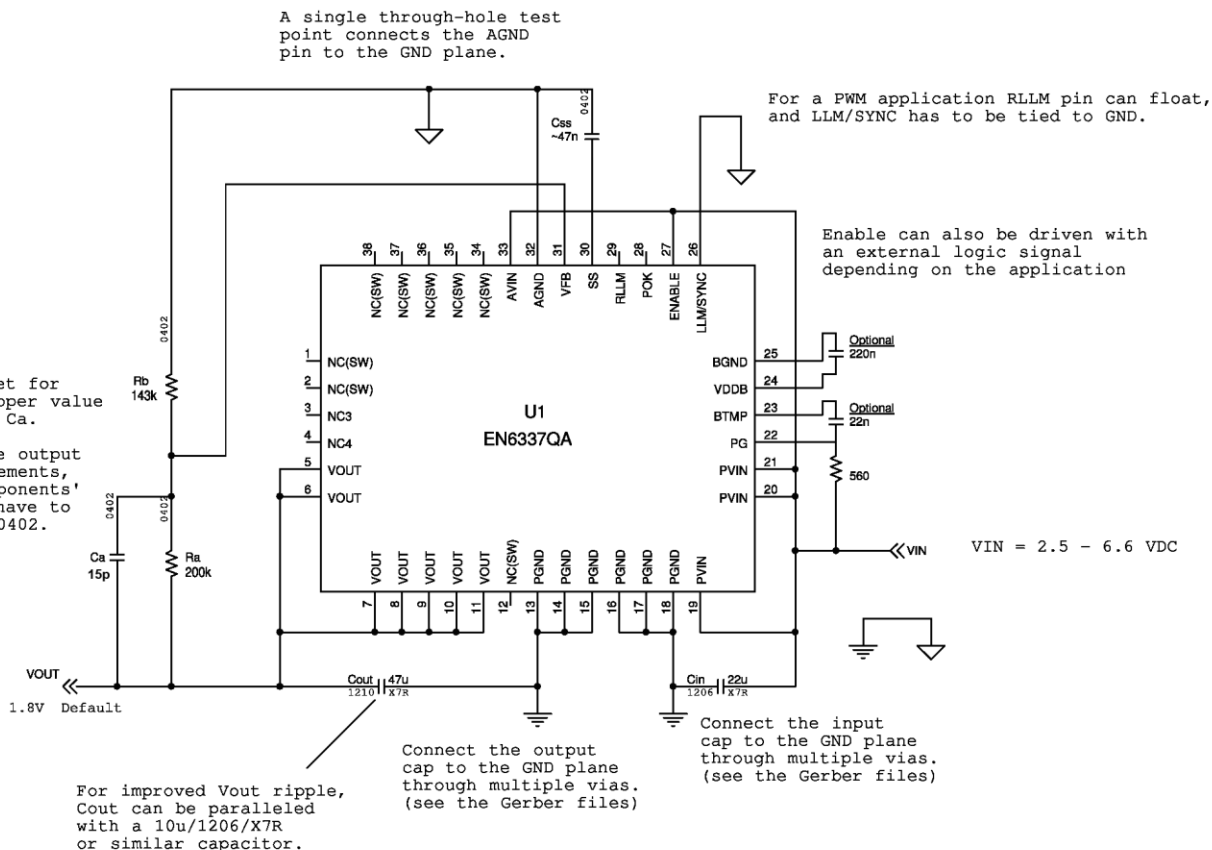 A single through-hole test
point connects the AGND
pin to the GND plane.
For a PWM application RLLM pin can float,
and LLM/SYNC has to be tied to GND.
0402
Css
~47n
Enable can also be driven with
an external logic signal
depending on the application
38 37 36 35 34 33 32 31 30 29 28 27 26
NC(SW) NC(SW) NC(SW) NC(SW) NC(SW) AVIN AGND VFB SS RLLM POK ENABLE LLM/SYNC
0402
Rb
143k
1 NC(SW)
2 NC(SW)
3 NC3
4 NC4
5 VOUT
6 VOUT
U1
EN6337QA
BGND 25
VDDB 24
BTMP 23
PG 22
PVIN 21
PVIN 20
Optional
220n
Optional
22n
560
et for
oper value
Ca.
e output
ements,
ponents'
have to
0402.
0402
0402
Ca
15p
Ra
200k
VIN
VIN = 2.5 - 6.6 VDC
VOUT VOUT VOUT VOUT VOUT NC(SW) PGND PGND PGND PGND PGND PGND PVIN
7 8 9 10 11 12 13 14 15 16 17 18 19
VOUT
1.8V Default
Cout 47u
1210 X7R
Cin 22u
1206 X7R
Connect the output
cap to the GND plane
through multiple vias.
(see the Gerber files)
Connect the input
cap to the GND plane
through multiple vias.
(see the Gerber files)
For improved Vout ripple,
Cout can be paralleled
with a 10u/1206/X7R
or similar capacitor.